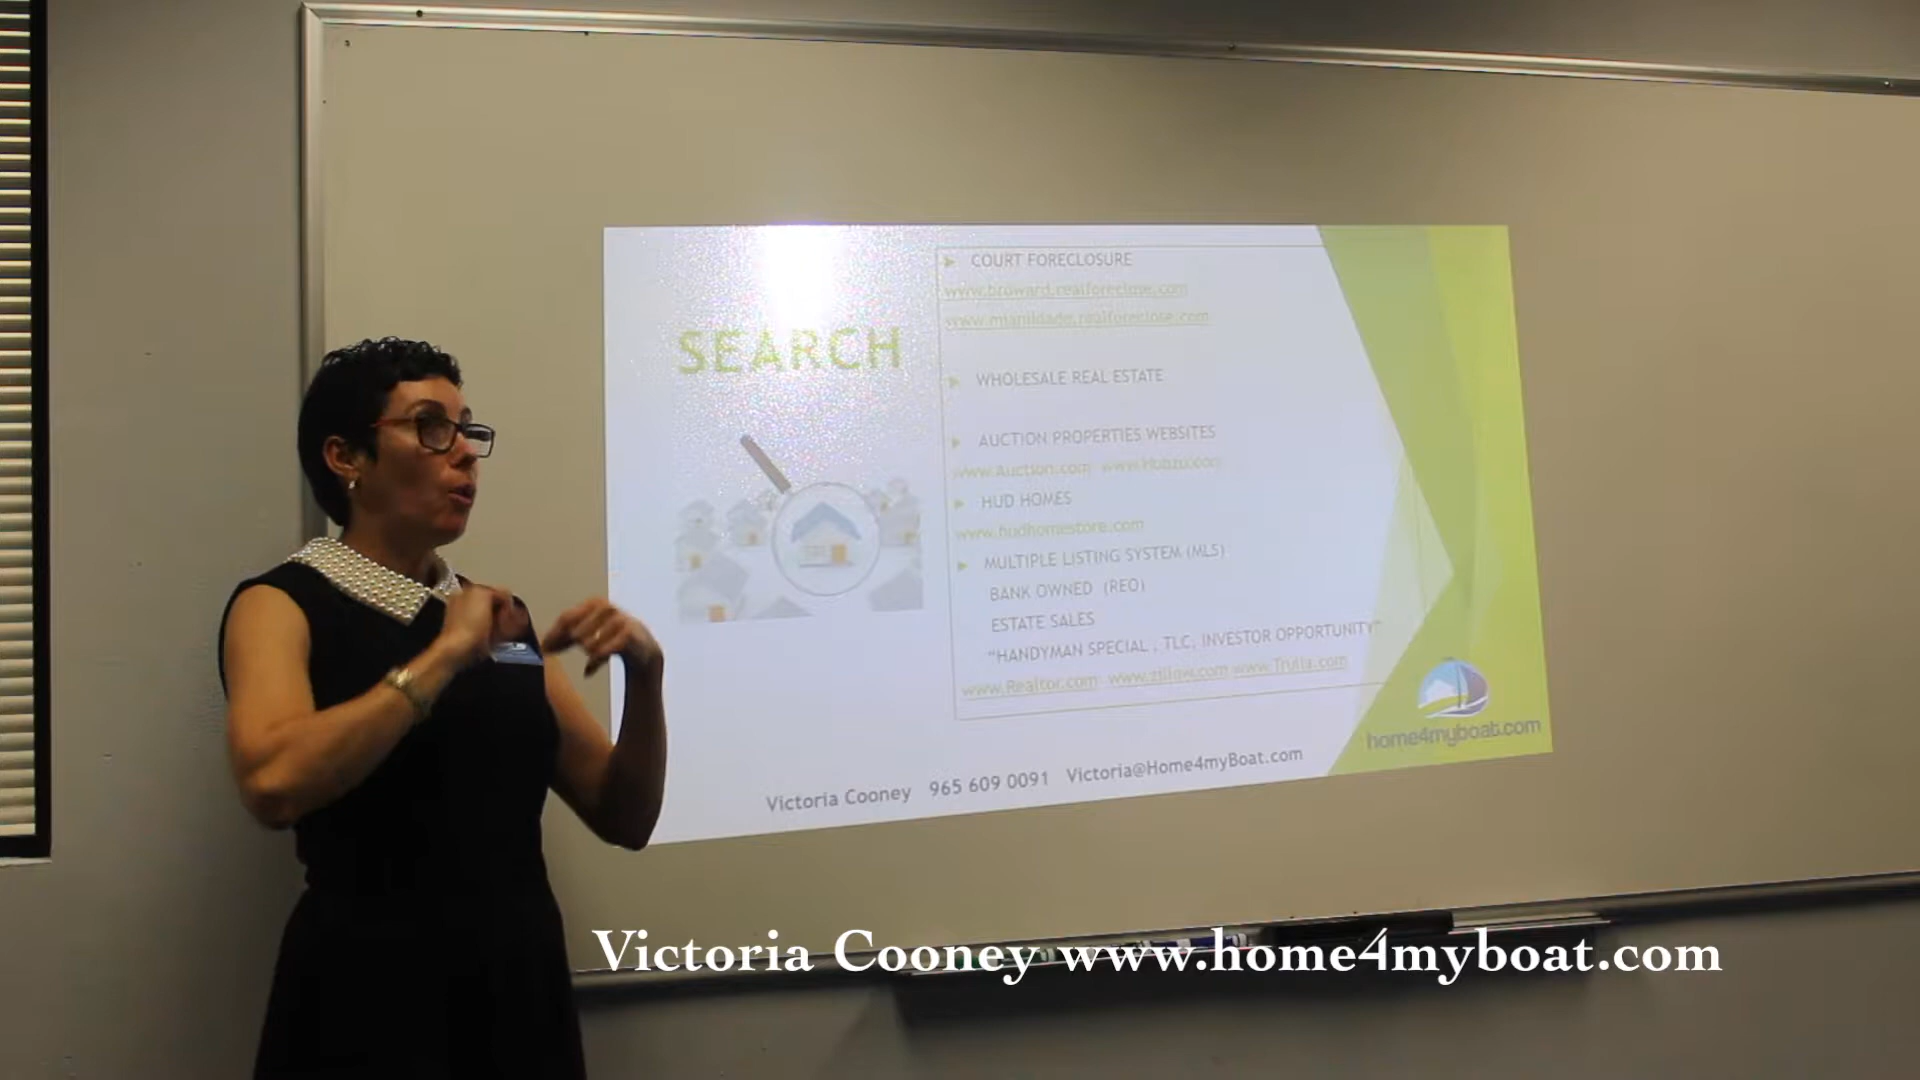 SEARCH
COURT FORECLOSURE
www.broward.realforeclose.com
www.miamidade.realforeclose.com
WHOLESALE REAL ESTATE
AUCTION PROPERTIES WEBSITES
www.Auction.com www.Hubzu.com
HUD HOMES
www.hudhomestore.com
MULTIPLE LISTING SYSTEM (MLS)
BANK OWNED (REO)
ESTATE SALES
"HANDYMAN SPECIAL , TLC, INVESTOR OPPORTUNITY"
www.Realtor.com www.zillow.com www.Trulia.com
home4myboat.com
Victoria Cooney 965 609 0091 Victoria@Home4myBoat.com
Victoria Cooney www.home4myboat.com